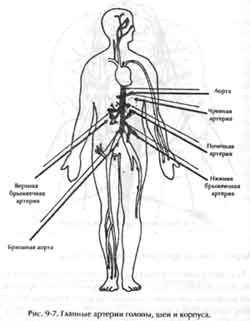 Аорта
Чревная
артерия
Почечная
артерия
Нижняя
брыжеечная
артерия
Верхняя
брыжеечная
артерия
Брюшная аорта
Рис. 9-7. Главные артерии головы, шеи и корпуса.